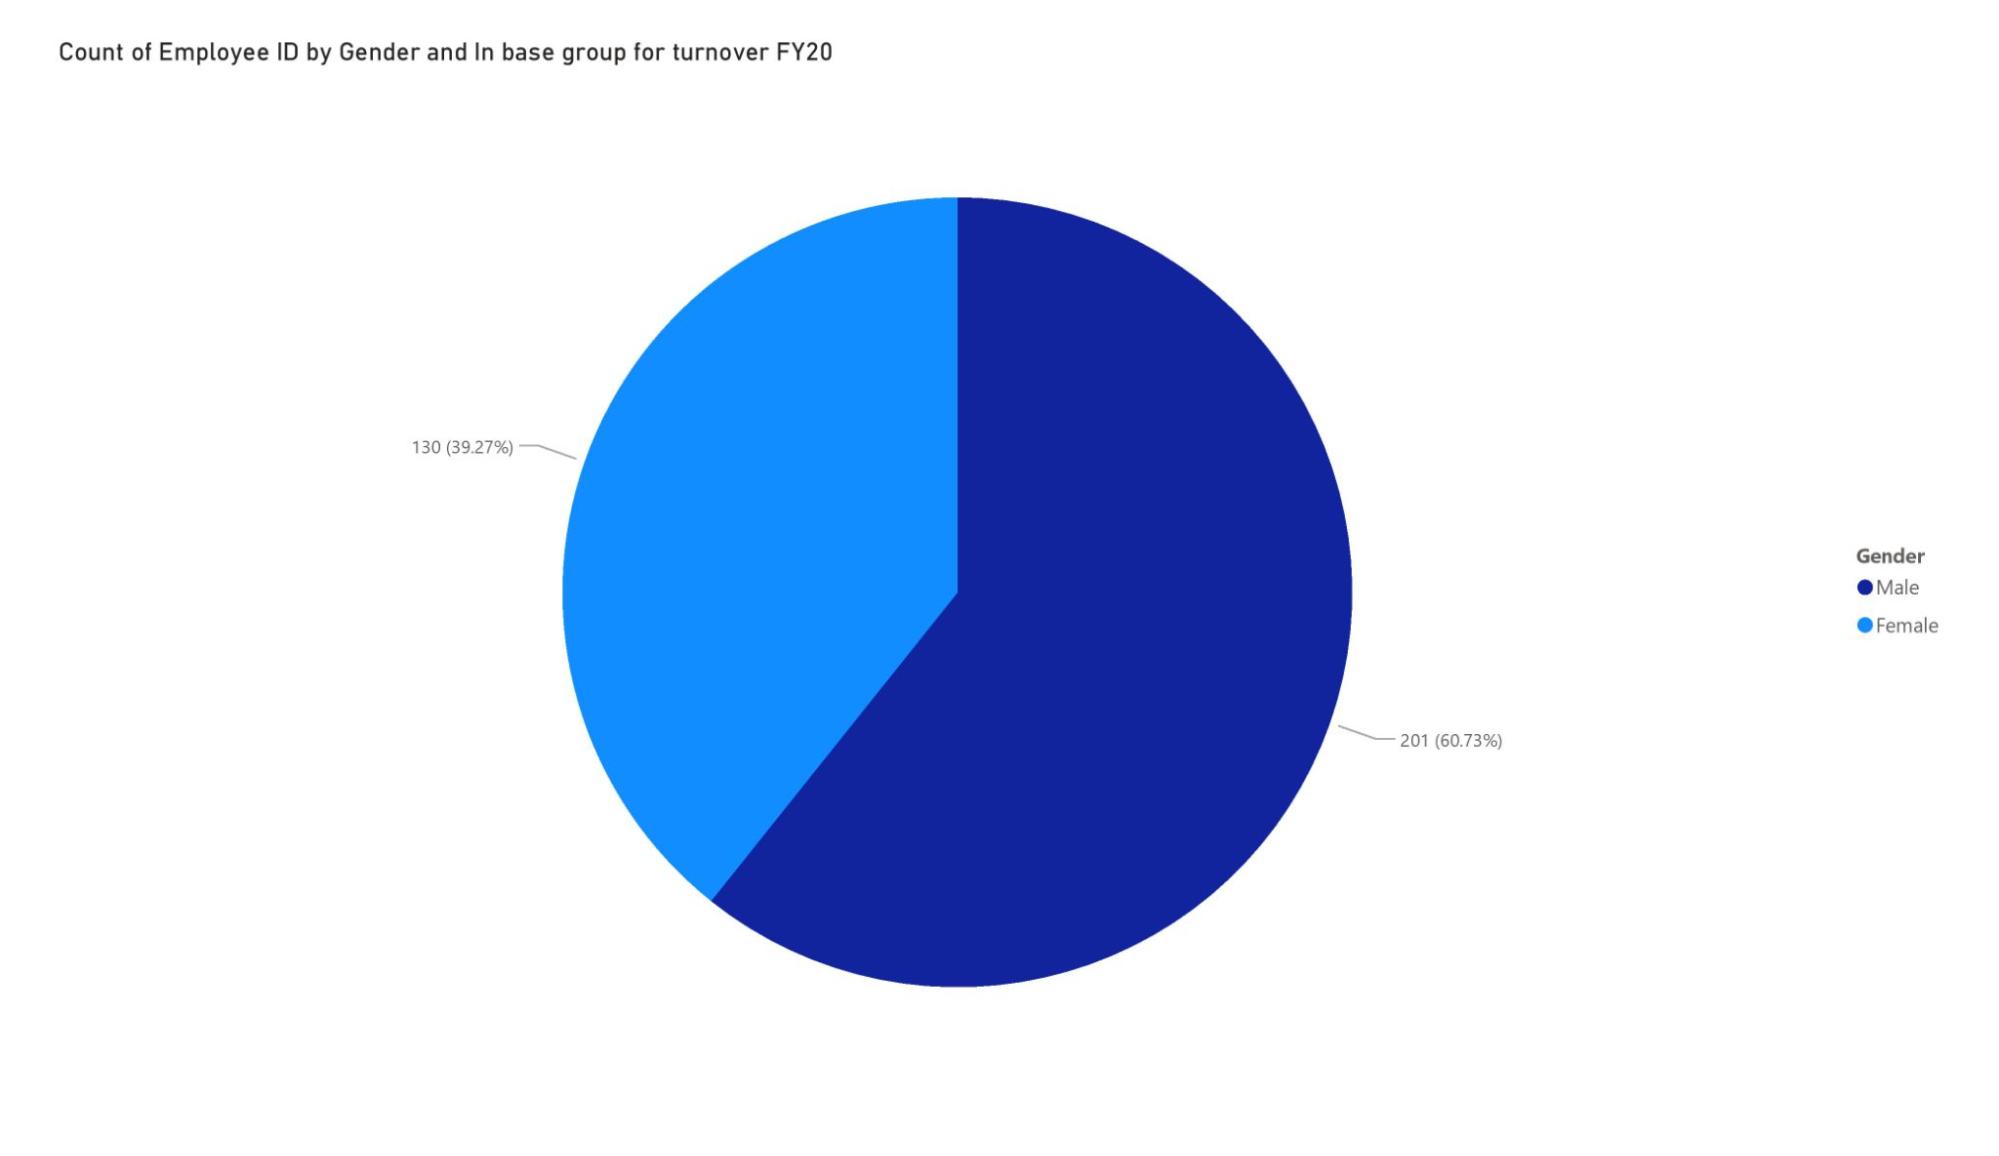 Count of Employee ID by Gender and In base group for turnover FY20
130 (39.27%)
201 (60.73%)
Gender
Male
Female